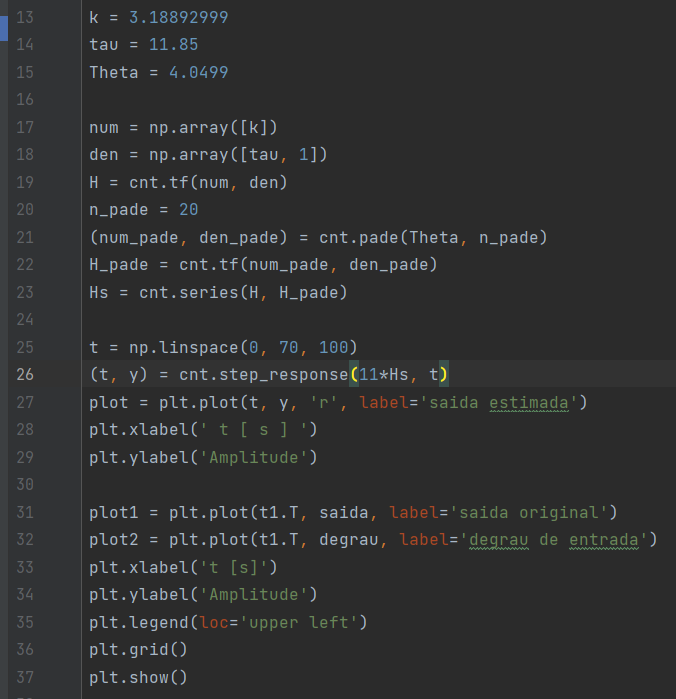 13 k = 3.18892999
14 tau = 11.85
15 Theta = 4.0499
16
17 num = np.array([k])
18 den = np.array([tau, 1])
19 H = cnt.tf(num, den)
20 n_pade = 20
21 (num_pade, den_pade) = cnt.pade(Theta, n_pade)
22 H_pade = cnt.tf(num_pade, den_pade)
23 Hs = cnt.series(H, H_pade)
24
25 t = np.linspace(0, 70, 100)
26 (t, y) = cnt.step_response(11*Hs, t)
27 plot = plt.plot(t, y, 'r', label='saida estimada')
28 plt.xlabel(' t [ s ] ')
29 plt.ylabel('Amplitude')
30
31 plot1 = plt.plot(t1.T, saida, label='saida original')
32 plot2 = plt.plot(t1.T, degrau, label='degrau de entrada')
33 plt.xlabel('t [s]')
34 plt.ylabel('Amplitude')
35 plt.legend(loc='upper left')
36 plt.grid()
37 plt.show()